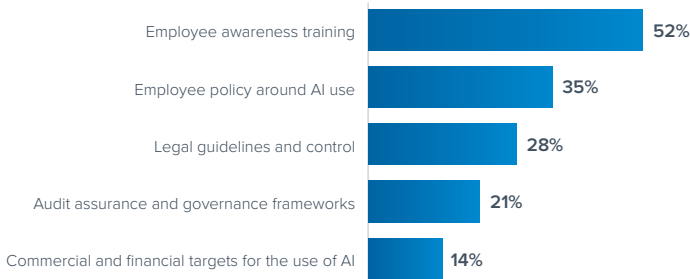 Employee awareness training 52%
Employee policy around AI use 35%
Legal guidelines and control 28%
Audit assurance and governance frameworks 21%
Commercial and financial targets for the use of AI 14%